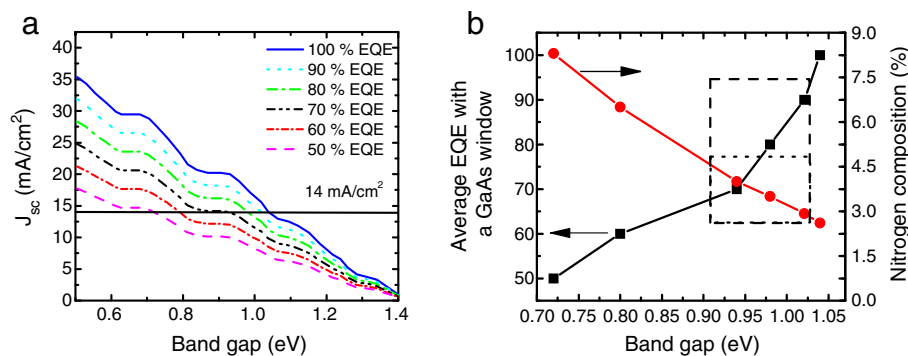 a
J_sc (mA/cm²)
40
35
30
25
20
15
10
5
0
100 % EQE
90 % EQE
80 % EQE
70 % EQE
60 % EQE
50 % EQE
14 mA/cm²
0.6 0.8 1.0 1.2 1.4
Band gap (eV)
b
Average EQE with
a GaAs window
100
90
80
70
60
50
0.70 0.75 0.80 0.85 0.90 0.95 1.00 1.05
Band gap (eV)
9.0
7.5
6.0
4.5
3.0
1.5
0.0
Nitrogen composition (%)